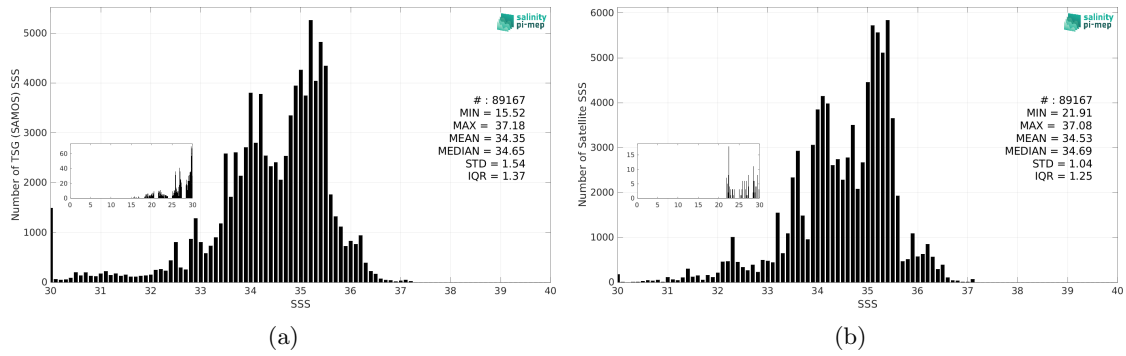 5000
4000
3000
2000
1000
0
Number of TSG (SAMOS) SSS
salinity
pi-mep
# : 89167
MIN = 15.52
MAX = 37.18
MEAN = 34.35
MEDIAN = 34.65
STD = 1.54
IQR = 1.37
60
40
20
0
0 5 10 15 20 25 30
30 31 32 33 34 35 36 37 38 39 40
SSS
(a)
6000
5000
4000
3000
2000
1000
0
Number of Satellite SSS
salinity
pi-mep
# : 89167
MIN = 21.91
MAX = 37.08
MEAN = 34.53
MEDIAN = 34.69
STD = 1.04
IQR = 1.25
15
10
5
0
0 5 10 15 20 25 30
30 31 32 33 34 35 36 37 38 39 40
SSS
(b)